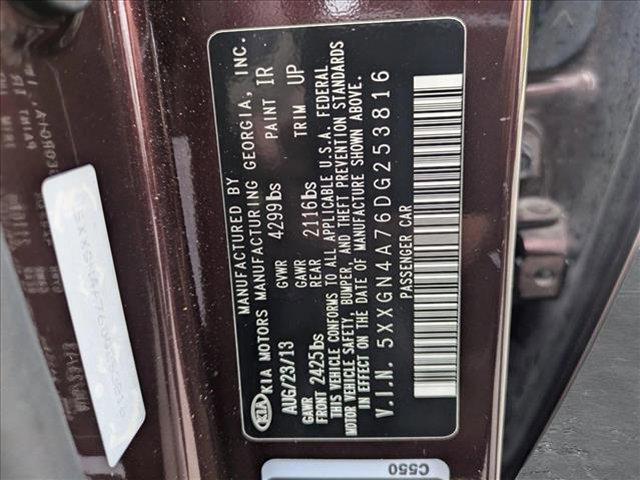 KIA
MANUFACTURED BY
KIA MOTORS MANUFACTURING GEORGIA, INC.
AUG/23/13 GVWR 4299lbs PAINT IR
GAWR FRONT 2425lbs GAWR REAR 2116lbs TRIM UP
THIS VEHICLE CONFORMS TO ALL APPLICABLE U.S.A. FEDERAL
MOTOR VEHICLE SAFETY, BUMPER, AND THEFT PREVENTION STANDARDS
IN EFFECT ON THE DATE OF MANUFACTURE SHOWN ABOVE.
V.I.N. 5XXGN4A76DG253816
PASSENGER CAR
C550